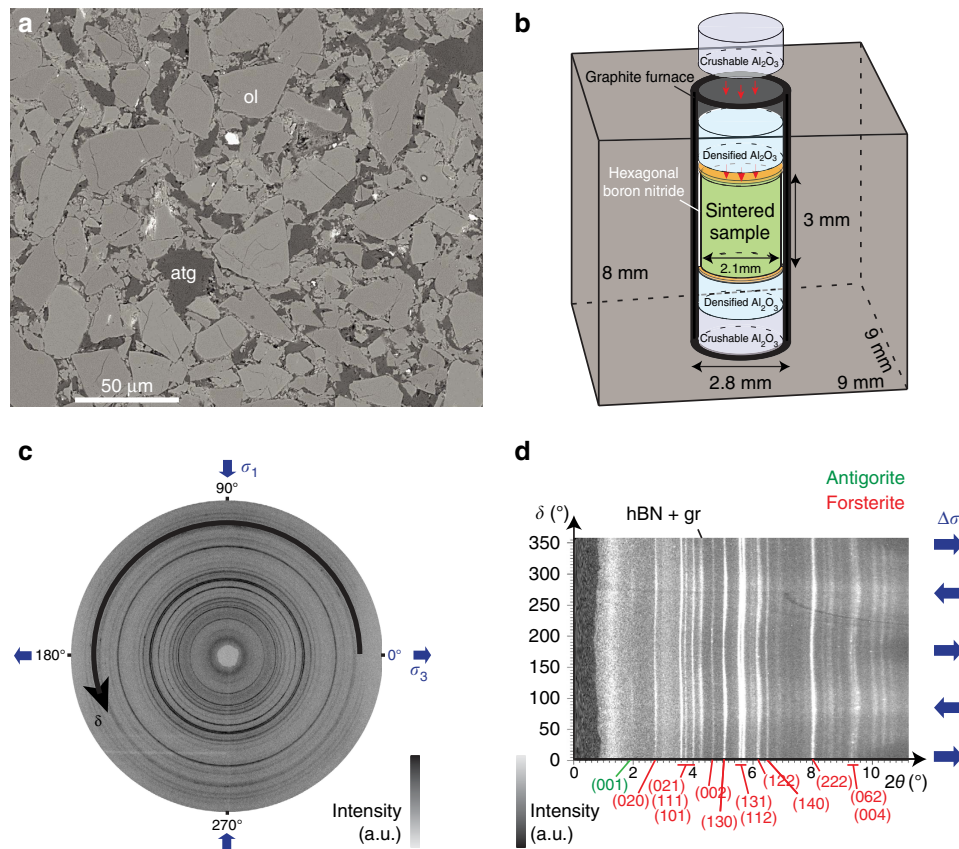 a
ol
atg
50 μm
b
Crushable Al₂O₃
Graphite furnace
Densified Al₂O₃
Hexagonal
boron nitride
Sintered
sample
3 mm
2.1mm
8 mm
Densified Al₂O₃
Crushable Al₂O₃
9 mm
9 mm
2.8 mm
c
σ₁
90°
180°
0°
σ₃
δ
270°
Intensity
(a.u.)
d
Antigorite
Forsterite
δ (°)
hBN + gr
Δσ
350
300
250
200
150
100
50
0
0 2 4 6 8 10 2θ (°)
(001)
(020)
(021)
(111)
(101)
(002)
(130)
(131)
(112)
(122)
(140)
(222)
(062)
(004)
Intensity
(a.u.)